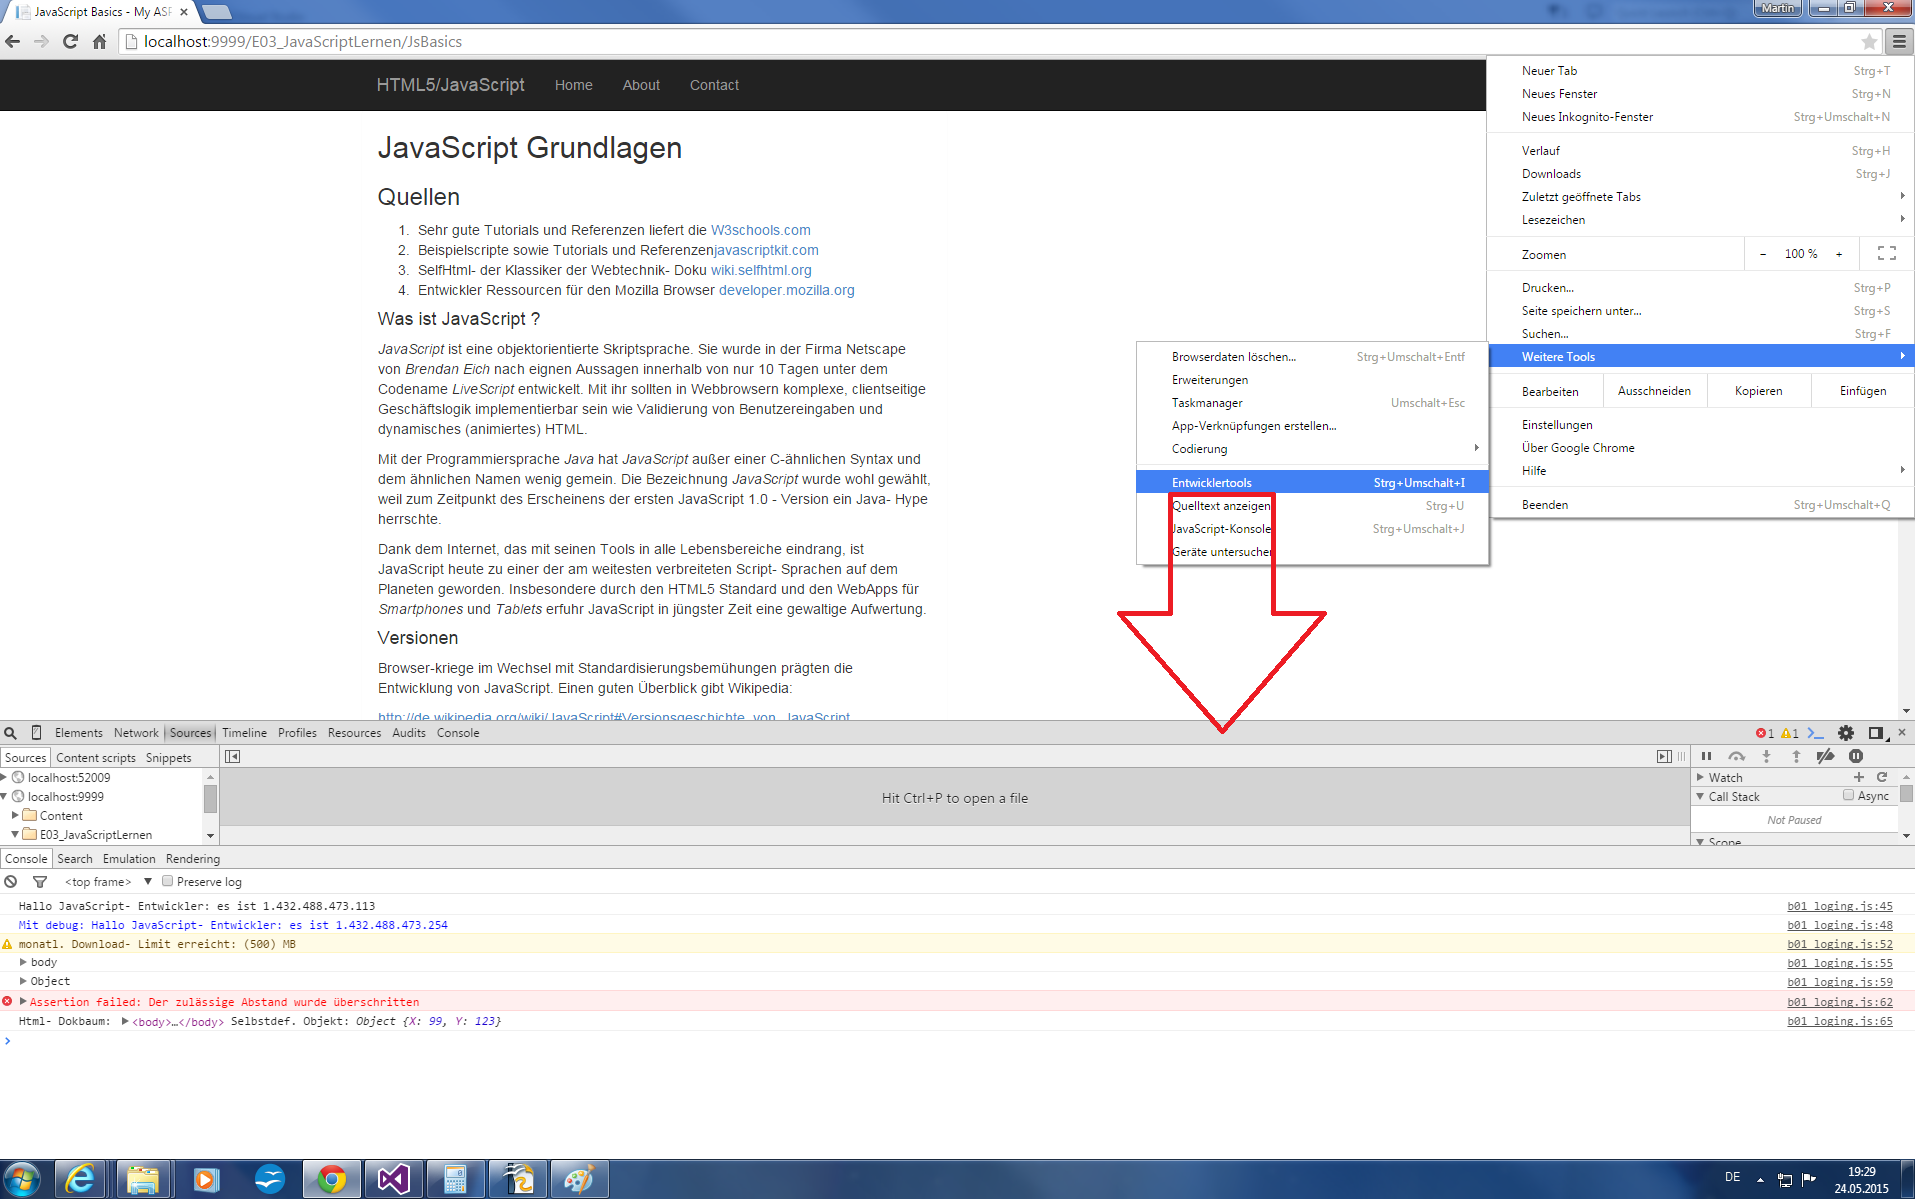 JavaScript Basics - My ASP
Martin
localhost:9999/E03_JavaScriptLernen/JsBasics
HTML5/JavaScript Home About Contact
JavaScript Grundlagen
Quellen
1. Sehr gute Tutorials und Referenzen liefert die W3schools.com
2. Beispielscripte sowie Tutorials und Referenzenjavascriptkit.com
3. SelfHtml- der Klassiker der Webtechnik- Doku wiki.selfhtml.org
4. Entwickler Ressourcen für den Mozilla Browser developer.mozilla.org
Was ist JavaScript ?
JavaScript ist eine objektorientierte Skriptsprache. Sie wurde in der Firma Netscape
von Brendan Eich nach eignen Aussagen innerhalb von nur 10 Tagen unter dem
Codename LiveScript entwickelt. Mit ihr sollten in Webbrowsern komplexe, clientseitige
Geschäftslogik implementierbar sein wie Validierung von Benutzereingaben und
dynamisches (animiertes) HTML.
Mit der Programmiersprache Java hat JavaScript außer einer C-ähnlichen Syntax und
dem ähnlichen Namen wenig gemein. Die Bezeichnung JavaScript wurde wohl gewählt,
weil zum Zeitpunkt des Erscheinens der ersten JavaScript 1.0 - Version ein Java- Hype
herrschte.
Dank dem Internet, das mit seinen Tools in alle Lebensbereiche eindrang, ist
JavaScript heute zu einer der am weitesten verbreiteten Script- Sprachen auf dem
Planeten geworden. Insbesondere durch den HTML5 Standard und den WebApps für
Smartphones und Tablets erfuhr JavaScript in jüngster Zeit eine gewaltige Aufwertung.
Versionen
Browser-kriege im Wechsel mit Standardisierungsbemühungen prägten die
Entwicklung von JavaScript. Einen guten Überblick gibt Wikipedia:
http://de.wikipedia.org/wiki/JavaScript#Versionsgeschichte_von_JavaScript
Neuer Tab Strg+T
Neues Fenster Strg+N
Neues Inkognito-Fenster Strg+Umschalt+N
Verlauf Strg+H
Downloads Strg+J
Zuletzt geöffnete Tabs
Lesezeichen
Zoomen − 100 % +
Drucken... Strg+P
Seite speichern unter... Strg+S
Suchen... Strg+F
Weitere Tools
Bearbeiten Ausschneiden Kopieren Einfügen
Einstellungen
Über Google Chrome
Hilfe
Beenden Strg+Umschalt+Q
Browserdaten löschen... Strg+Umschalt+Entf
Erweiterungen
Taskmanager Umschalt+Esc
App-Verknüpfungen erstellen...
Codierung
Entwicklertools Strg+Umschalt+I
Quelltext anzeigen Strg+U
JavaScript-Konsole Strg+Umschalt+J
Geräte untersuchen
Elements Network Sources Timeline Profiles Resources Audits Console 1 1
Sources Content scripts Snippets
localhost:52009
localhost:9999
Content
E03_JavaScriptLernen
Hit Ctrl+P to open a file
Watch
Call Stack Async
Not Paused
Scope
Console Search Emulation Rendering
<top frame> Preserve log
Hallo JavaScript- Entwickler: es ist 1.432.488.473.113 b01_loging.js:45
Mit debug: Hallo JavaScript- Entwickler: es ist 1.432.488.473.254 b01_loging.js:48
monatl. Download- Limit erreicht: (500) MB b01_loging.js:52
body b01_loging.js:55
Object b01_loging.js:59
Assertion failed: Der zulässige Abstand wurde überschritten b01_loging.js:62
Html- Dokbaum: <body>…</body> Selbstdef. Objekt: Object {X: 99, Y: 123} b01_loging.js:65
DE
19:29
24.05.2015